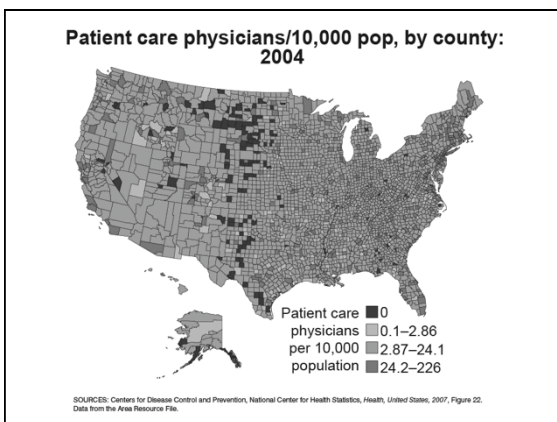 Patient care physicians/10,000 pop, by county:
2004
Patient care
physicians
per 10,000
population
0
0.1–2.86
2.87–24.1
24.2–226
SOURCES: Centers for Disease Control and Prevention, National Center for Health Statistics, Health, United States, 2007, Figure 22.
Data from the Area Resource File.